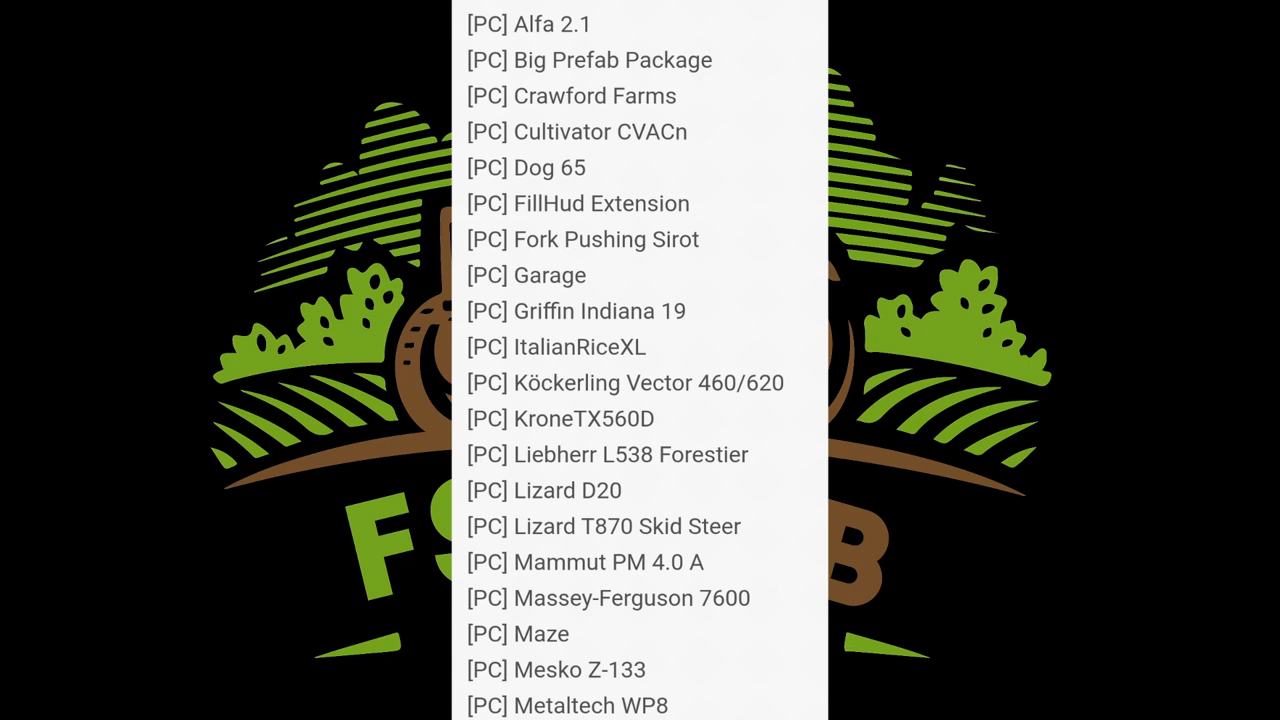 [PC] Alfa 2.1
[PC] Big Prefab Package
[PC] Crawford Farms
[PC] Cultivator CVACn
[PC] Dog 65
[PC] FillHud Extension
[PC] Fork Pushing Sirot
[PC] Garage
[PC] Griffin Indiana 19
[PC] ItalianRiceXL
[PC] Köckerling Vector 460/620
[PC] KroneTX560D
[PC] Liebherr L538 Forestier
[PC] Lizard D20
[PC] Lizard T870 Skid Steer
[PC] Mammut PM 4.0 A
[PC] Massey-Ferguson 7600
[PC] Maze
[PC] Mesko Z-133
[PC] Metaltech WP8
FS B